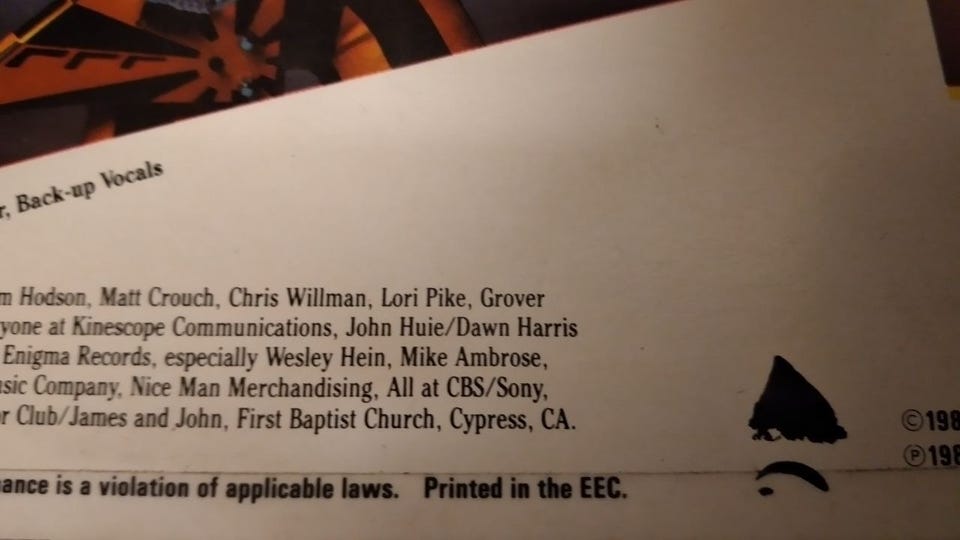 r, Back-up Vocals
m Hodson, Matt Crouch, Chris Willman, Lori Pike, Grover
yone at Kinescope Communications, John Huie/Dawn Harris
Enigma Records, especially Wesley Hein, Mike Ambrose,
usic Company, Nice Man Merchandising, All at CBS/Sony,
or Club/James and John, First Baptist Church, Cypress, CA.
ance is a violation of applicable laws. Printed in the EEC.
©198
℗198